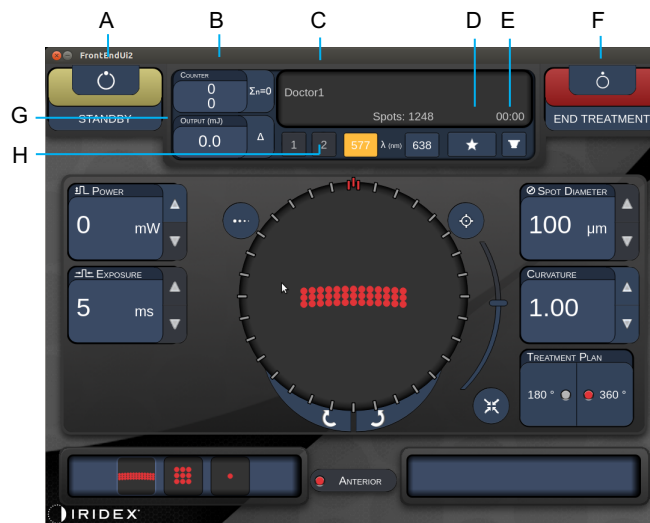 A B C D E F
FrontEndUi2
COUNTER
0
0
Σn=0
Doctor1
Spots: 1248 00:00
STANDBY
END TREATMENT
G
OUTPUT (mJ)
0.0 Δ
H
1 2 577 λ (nm) 638
POWER
0 mW
SPOT DIAMETER
100 μm
EXPOSURE
5 ms
CURVATURE
1.00
TREATMENT PLAN
180 ° 360 °
ANTERIOR
IRIDEX